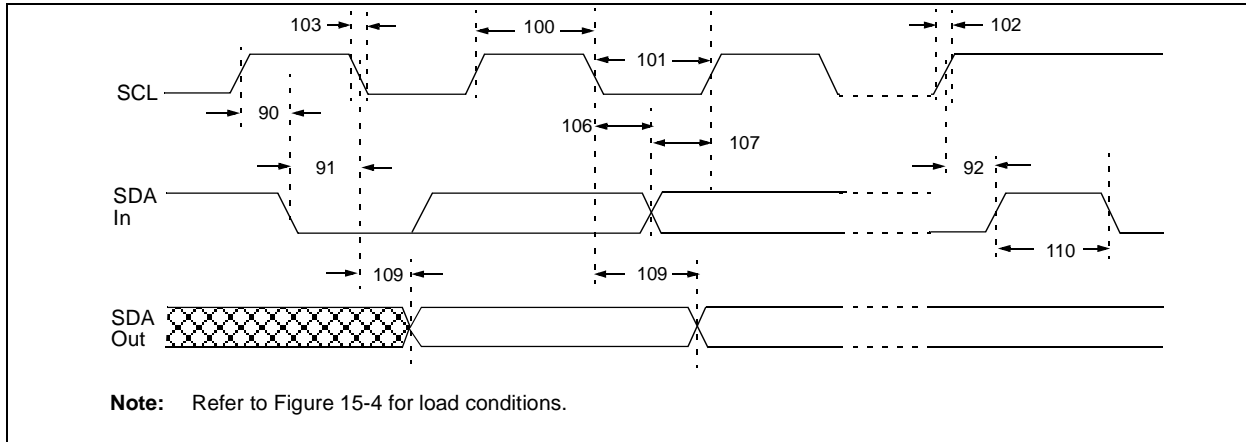 103
100
102
101
SCL
90
106
107
91
92
SDA
In
110
109
109
SDA
Out
Note: Refer to Figure 15-4 for load conditions.